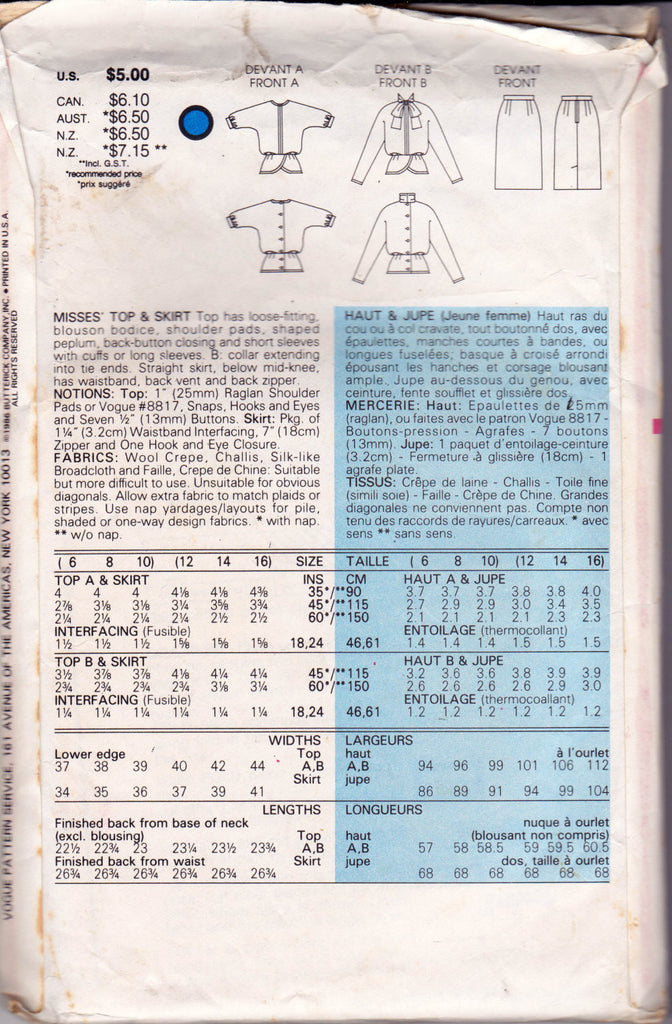 U.S. $5.00
CAN. $6.10
AUST. *$6.50
N.Z. *$6.50
N.Z. *$7.15 **
**Incl. G.S.T.
*recommended price
*prix suggéré
DEVANT A
FRONT A
DEVANT B
FRONT B
DEVANT
FRONT
MISSES' TOP & SKIRT Top has loose-fitting,
blouson bodice, shoulder pads, shaped
peplum, back-button closing and short sleeves
with cuffs or long sleeves. B: collar extending
into tie ends. Straight skirt, below mid-knee,
has waistband, back vent and back zipper.
NOTIONS: Top: 1" (25mm) Raglan Shoulder
Pads or Vogue #8817, Snaps, Hooks and Eyes
and Seven ½" (13mm) Buttons. Skirt: Pkg. of
1¼" (3.2cm) Waistband Interfacing, 7" (18cm)
Zipper and One Hook and Eye Closure.
FABRICS: Wool Crepe, Challis, Silk-like
Broadcloth and Faille, Crepe de Chine: Suitable
but more difficult to use. Unsuitable for obvious
diagonals. Allow extra fabric to match plaids or
stripes. Use nap yardages/layouts for pile,
shaded or one-way design fabrics. * with nap.
** w/o nap.
HAUT & JUPE (Jeune femme) Haut ras du
cou ou à col cravate, tout boutonné dos, avec
épaulettes, manches courtes à bandes, ou
longues fuselées; basque à croisé arrondi
épousant les hanches et corsage blousant
ample. Jupe au-dessous du genou, avec
ceinture, fente soufflet et glissière dos.
MERCERIE: Haut: Epaulettes de 25mm
(raglan), ou faites avec le patron Vogue 8817 -
Boutons-pression - Agrafes - 7 boutons
(13mm). Jupe: 1 paquet d'entoilage-ceinture
(3.2cm) - Fermeture à glissière (18cm) - 1
agrafe plate.
TISSUS: Crêpe de laine - Challis - Toile fine
(simili soie) - Faille - Crèpe de Chine. Grandes
diagonales ne conviennent pas. Compte non
tenu des raccords de rayures/carreaux. * avec
sens ** sans sens.
( 6 8 10) (12 14 16) SIZE TAILLE ( 6 8 10) (12 14 16)
TOP A & SKIRT INS CM HAUT A & JUPE
4 4 4 4⅛ 4⅛ 4⅜ 35*/**90 3.7 3.7 3.7 3.8 3.8 4.0
2⅞ 3⅛ 3⅛ 3¼ 3⅝ 3¾ 45*/**115 2.7 2.9 2.9 3.0 3.4 3.5
2¼ 2¼ 2¼ 2¼ 2½ 2½ 60*/**150 2.1 2.1 2.1 2.1 2.3 2.3
INTERFACING (Fusible) ENTOILAGE (thermocollant)
1½ 1½ 1½ 1⅝ 1⅝ 1⅝ 18,24 46,61 1.4 1.4 1.4 1.5 1.5 1.5
TOP B & SKIRT HAUT B & JUPE
3½ 3⅞ 3⅞ 4⅛ 4¼ 4¼ 45*/**115 3.2 3.6 3.6 3.8 3.9 3.9
2¾ 2¾ 2¾ 2¾ 3⅛ 3¼ 60*/**150 2.6 2.6 2.6 2.6 2.9 3.0
INTERFACING (Fusible) ENTOILAGE (thermocoallant)
1¼ 1¼ 1¼ 1¼ 1¼ 1¼ 18,24 46,61 1.2 1.2 1.2 1.2 1.2 1.2
WIDTHS LARGEURS
Lower edge Top haut à l'ourlet
37 38 39 40 42 44 A,B A,B 94 96 99 101 106 112
Skirt jupe
34 35 36 37 39 41 86 89 91 94 99 104
LENGTHS LONGUEURS
Finished back from base of neck nuque à ourlet
(excl. blousing) Top haut (blousant non compris)
22½ 22¾ 23 23¼ 23½ 23¾ A,B A,B 57 58 58.5 59 59.5 60.5
Finished back from waist Skirt jupe dos, taille à ourlet
26¾ 26¾ 26¾ 26¾ 26¾ 26¾ 68 68 68 68 68 68
VOGUE PATTERN SERVICE, 161 AVENUE OF THE AMERICAS, NEW YORK 10013 ©1986 BUTTERICK COMPANY, INC. • PRINTED IN U.S.A.
ALL RIGHTS RESERVED